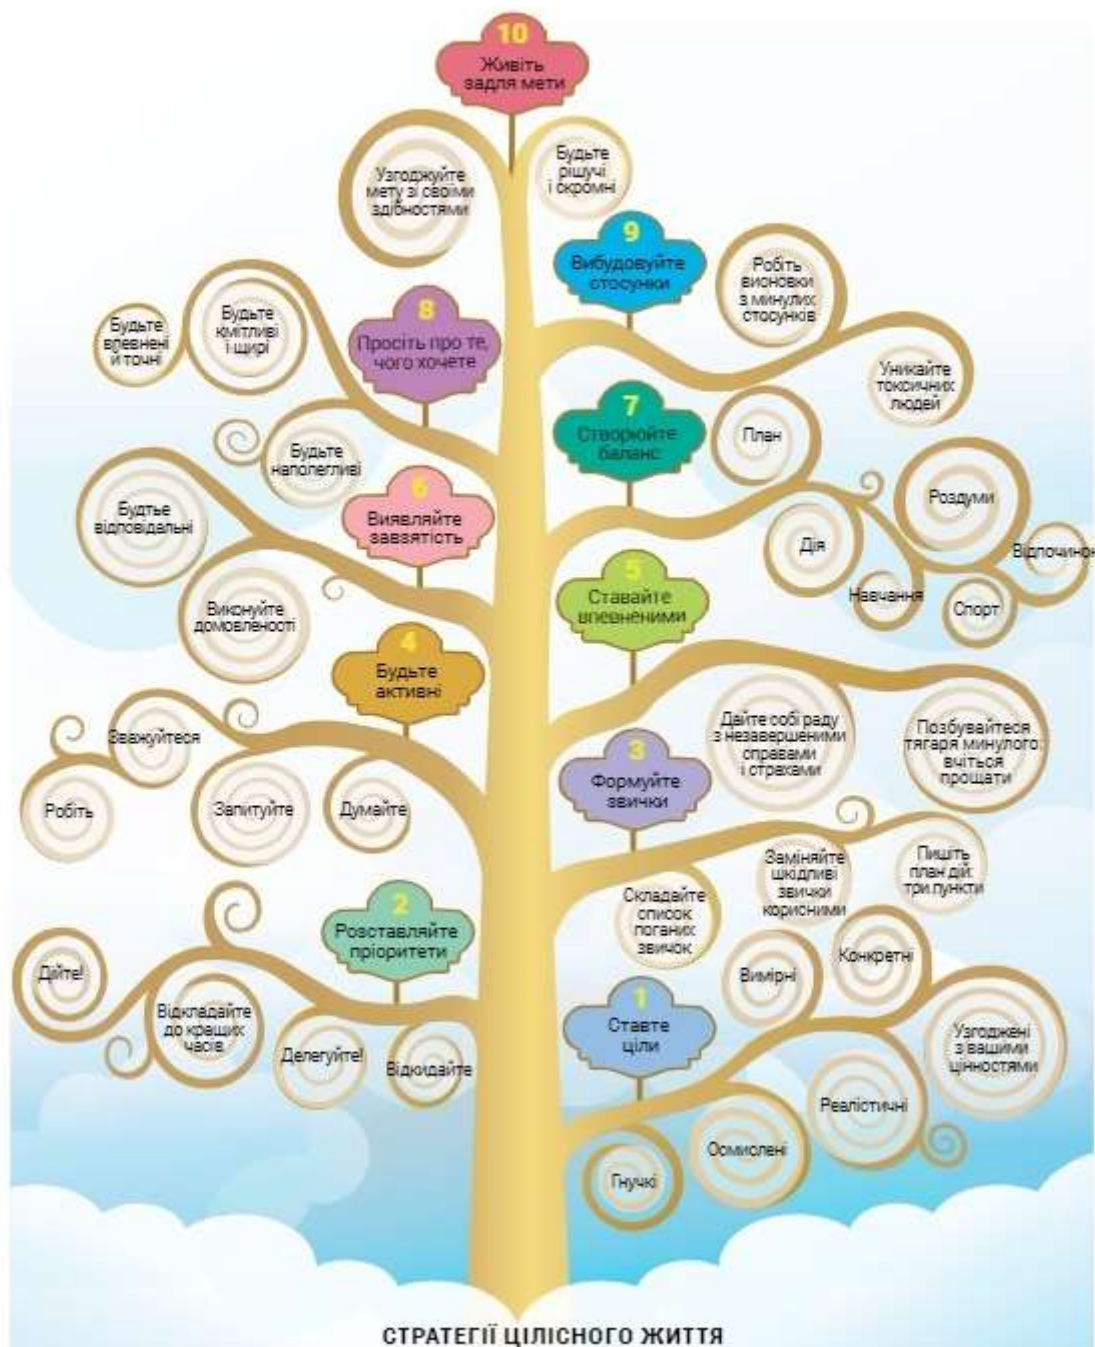 10
Живіть
задля мети
Узгоджуйте
мету зі своїми
здібностями
Будьте
рішучі
і скромні
9
Вибудовуйте
стосунки
Робіть
висновки
з минулих
стосунків
Уникайте
токсичних
людей
8
Просіть про те,
чого хочете
Будьте
впевнені
й точні
Будьте
кмітливі
і щирі
Будьте
наполегливі
7
Створюйте
баланс
План
Дія
Навчання
Роздуми
Спорт
Відпочинок
6
Виявляйте
завзятість
Будтье
відповідальні
Виконуйте
домовленості
5
Ставайте
впевненими
Дайте собі раду
з незавершеними
справами
і страхами
Позбувайтеся
тягаря минулого:
вчіться
прощати
4
Будьте
активні
Зважуйтеся
Робіть
Запитуйте
Думайте
3
Формуйте
звички
Складайте
список
поганих
звичок
Заміняйте
шкідливі
звички
корисними
Пишіть
план дій:
три пункти
2
Розставляйте
пріоритети
Дійте!
Відкладайте
до кращих
часів
Делегуйте!
Відкидайте
1
Ставте
ціли
Вимірні
Конкретні
Узгоджені
з вашими
цінностями
Реалістичні
Осмислені
Гнучкі
СТРАТЕГІЇ ЦІЛІСНОГО ЖИТТЯ